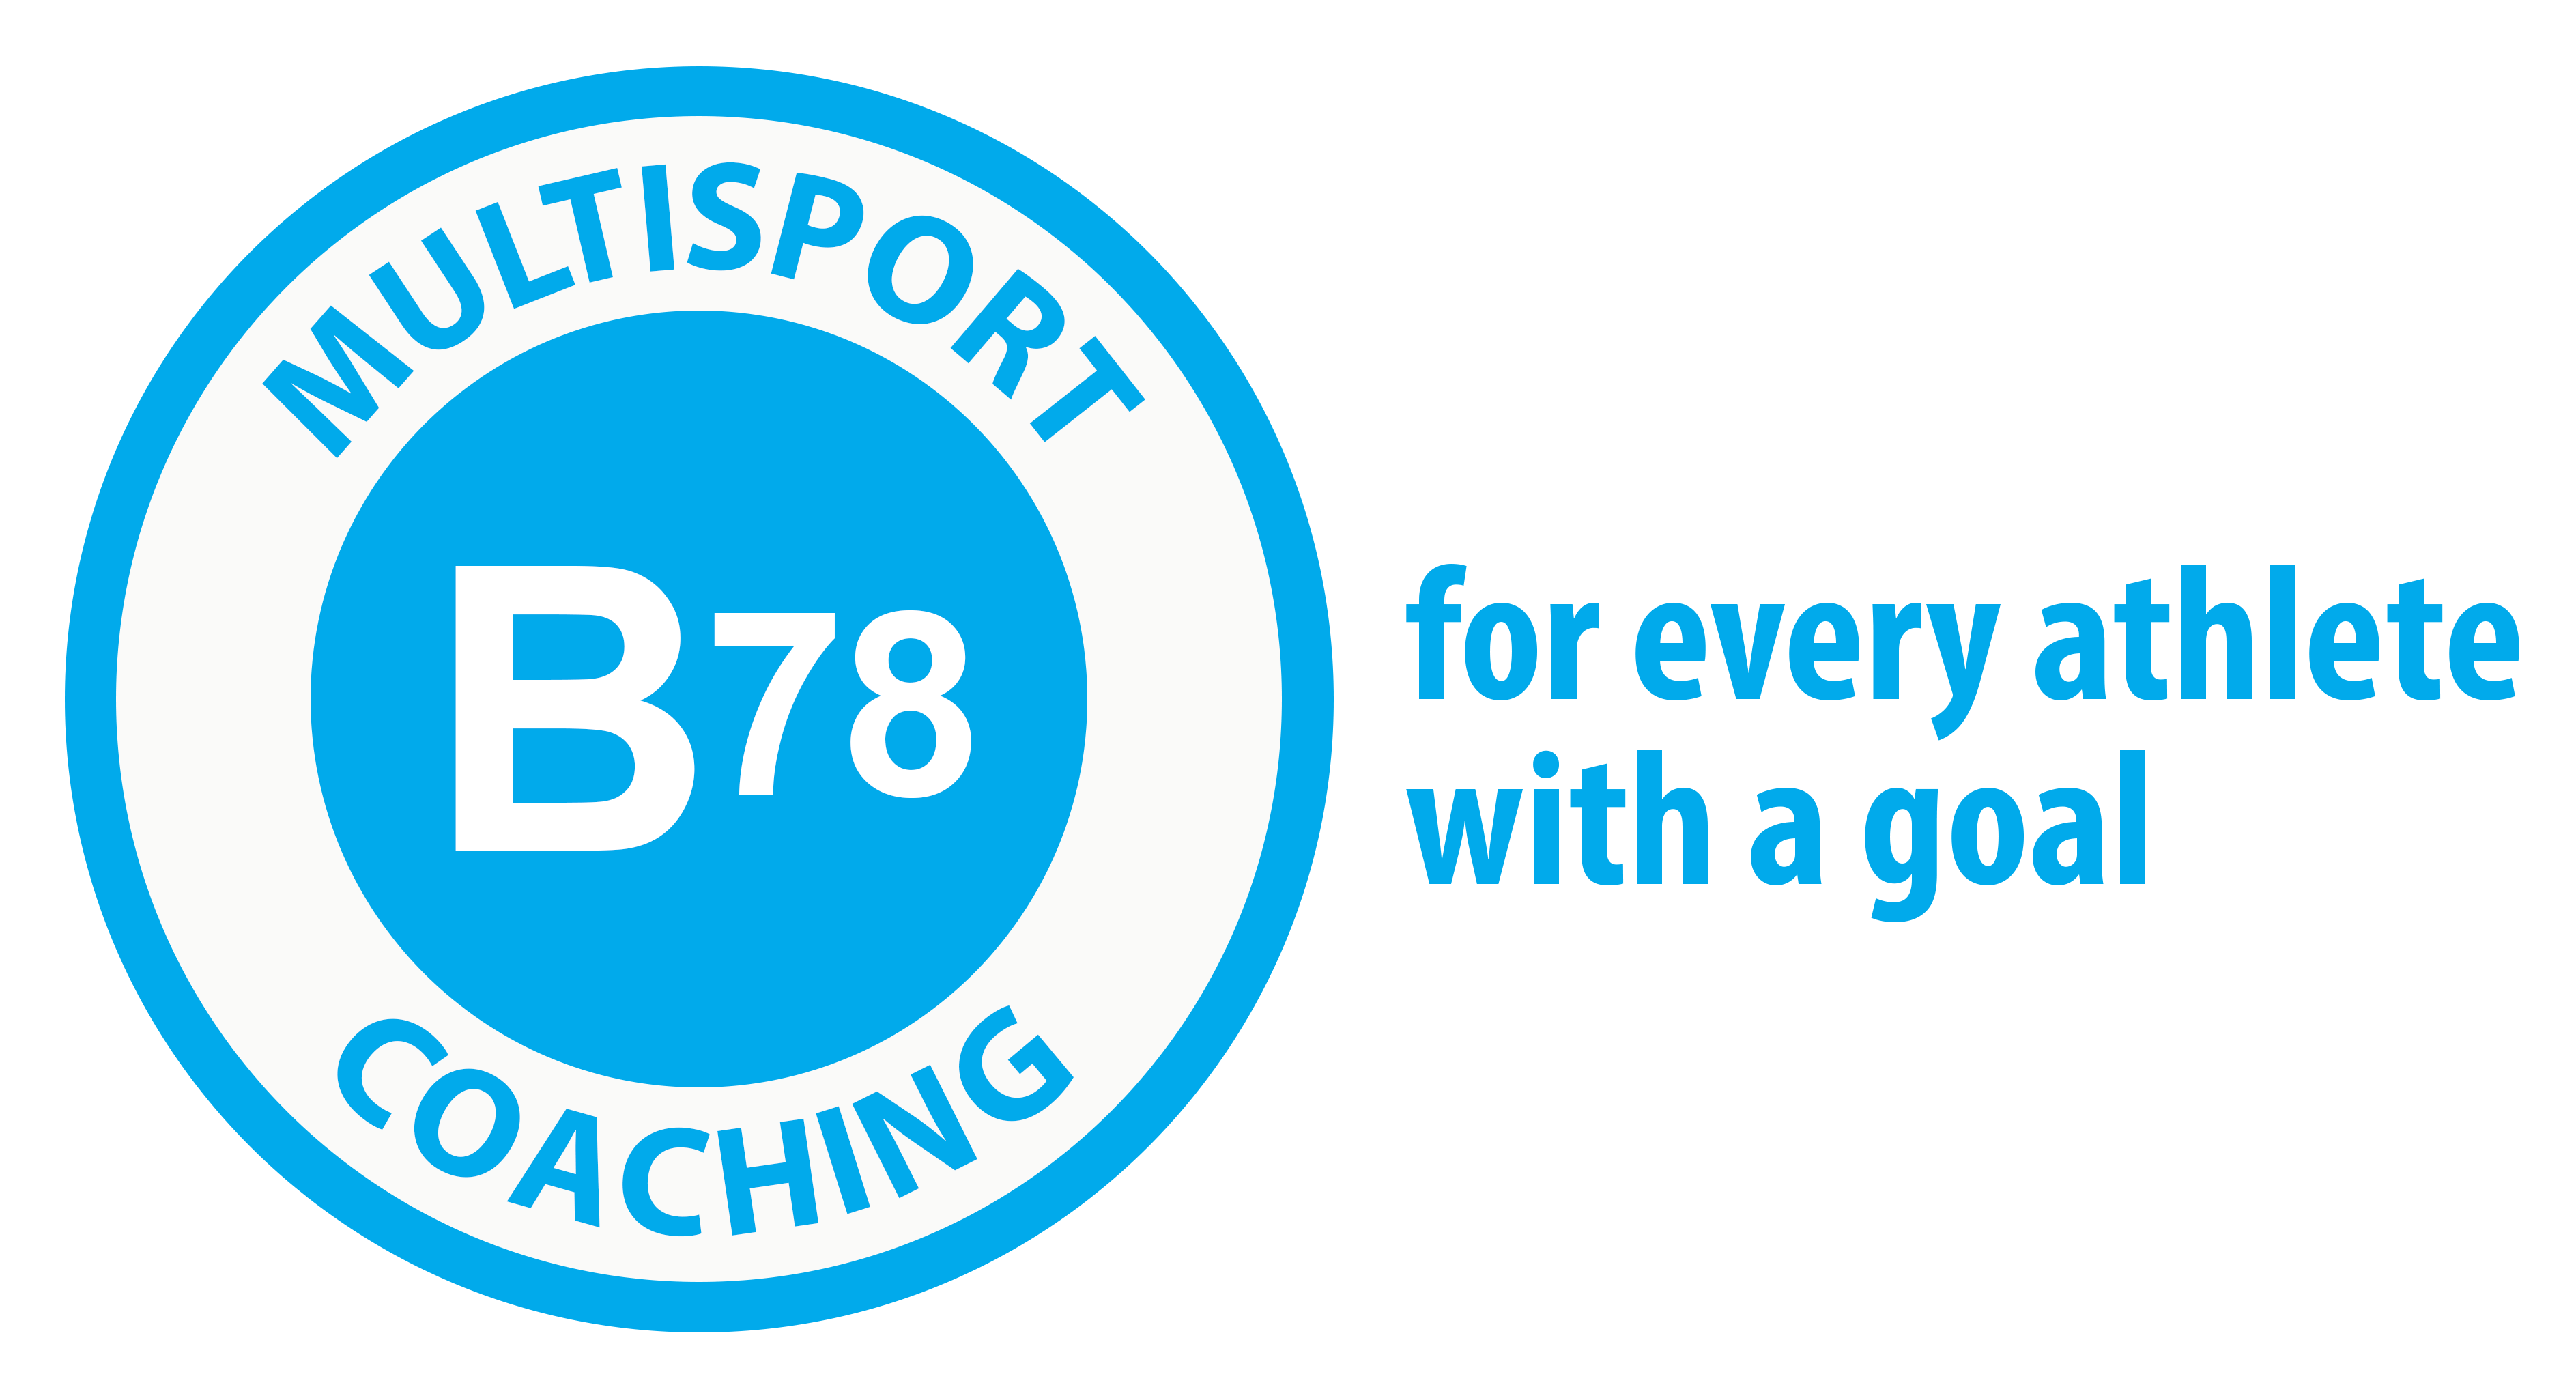 MULTISPORT
B78
COACHING
for every athlete
with a goal